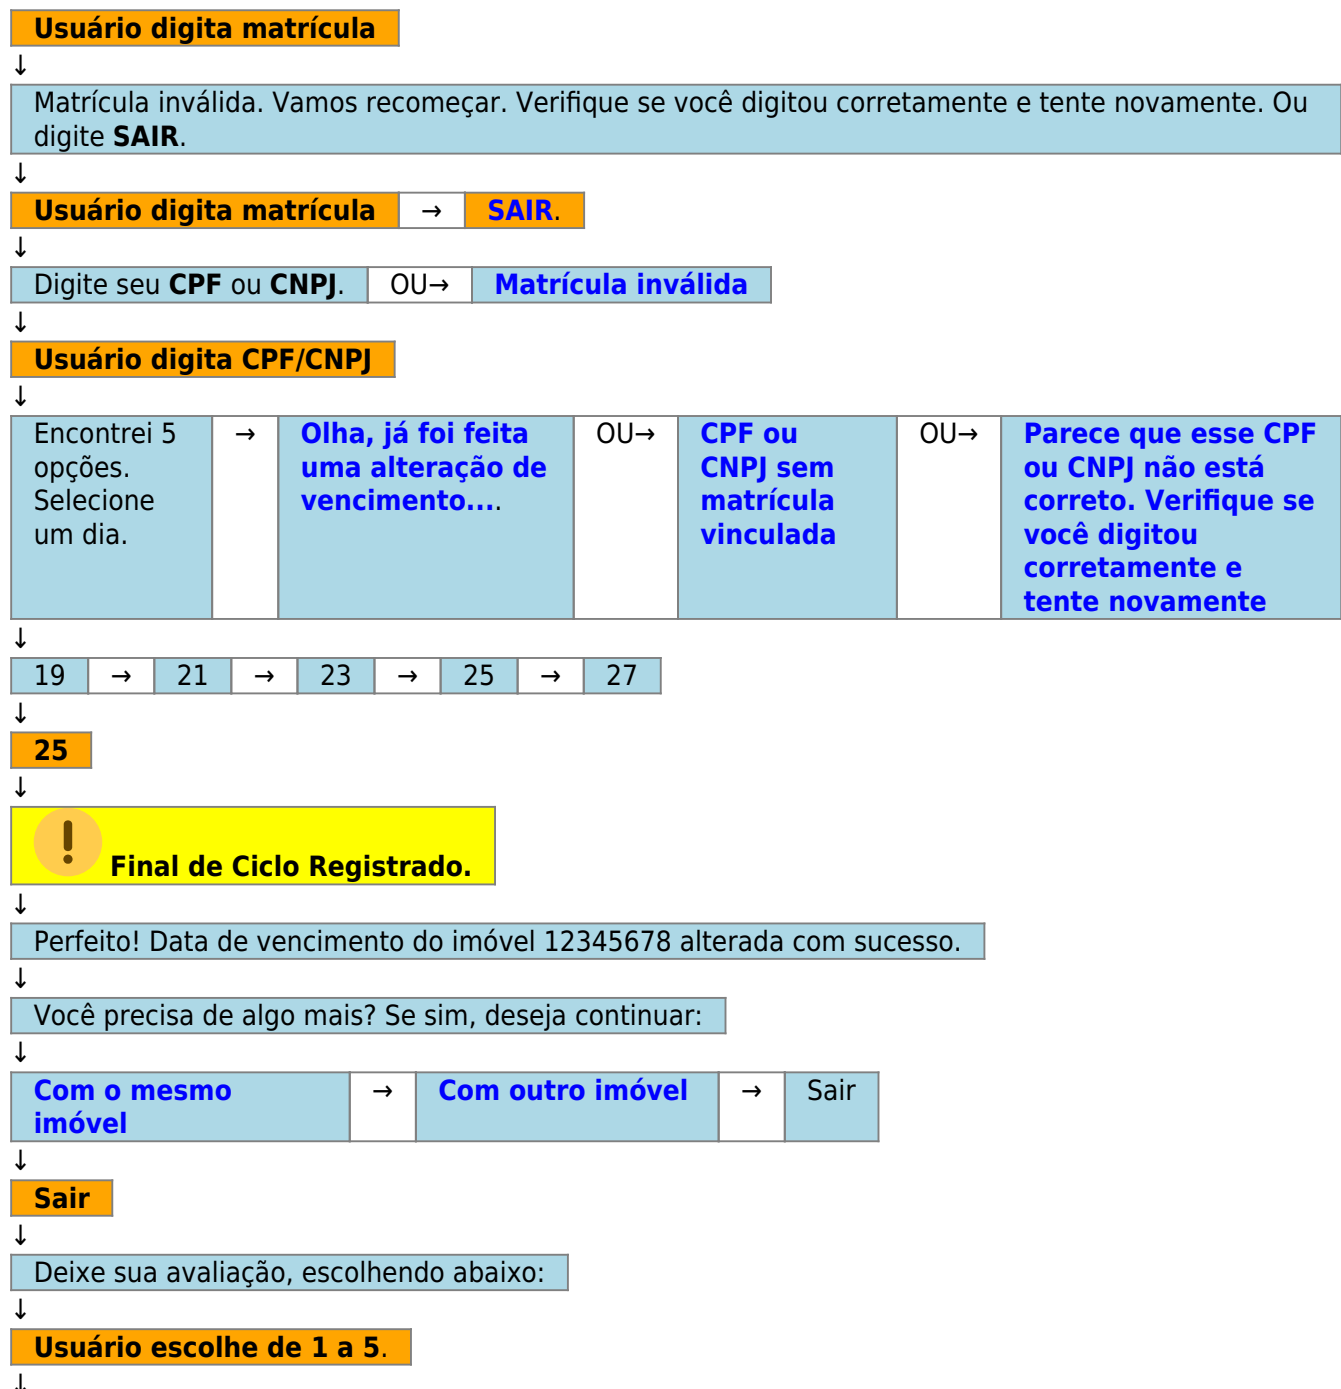 Usuário digita matrícula
↓
Matrícula inválida. Vamos recomeçar. Verifique se você digitou corretamente e tente novamente. Ou
digite SAIR.
↓
Usuário digita matrícula → SAIR.
↓
Digite seu CPF ou CNPJ. OU→ Matrícula inválida
↓
Usuário digita CPF/CNPJ
↓
Encontrei 5
opções.
Selecione
um dia.
→
Olha, já foi feita
uma alteração de
vencimento....
OU→
CPF ou
CNPJ sem
matrícula
vinculada
OU→
Parece que esse CPF
ou CNPJ não está
correto. Verifique se
você digitou
corretamente e
tente novamente
↓
19 → 21 → 23 → 25 → 27
↓
25
↓
Final de Ciclo Registrado.
↓
Perfeito! Data de vencimento do imóvel 12345678 alterada com sucesso.
↓
Você precisa de algo mais? Se sim, deseja continuar:
↓
Com o mesmo
imóvel
→
Com outro imóvel
→
Sair
↓
Sair
↓
Deixe sua avaliação, escolhendo abaixo:
↓
Usuário escolhe de 1 a 5.
↓